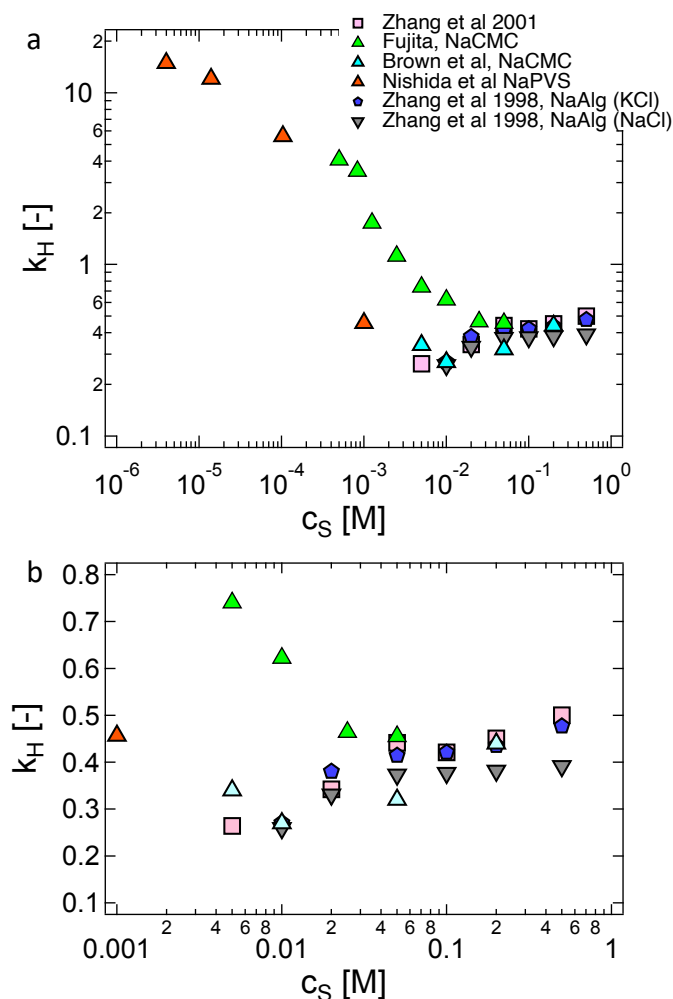 a
Zhang et al 2001
Fujita, NaCMC
Brown et al, NaCMC
Nishida et al NaPVS
Zhang et al 1998, NaAlg (KCl)
Zhang et al 1998, NaAlg (NaCl)
2
10
6
4
2
1
6
4
2
0.1
k_H [-]
10^-6 10^-5 10^-4 10^-3 10^-2 10^-1 10^0
c_S [M]
b
0.8
0.7
0.6
0.5
0.4
0.3
0.2
0.1
k_H [-]
2 4 6 8 2 4 6 8 2 4 6 8
0.001 0.01 0.1 1
c_S [M]